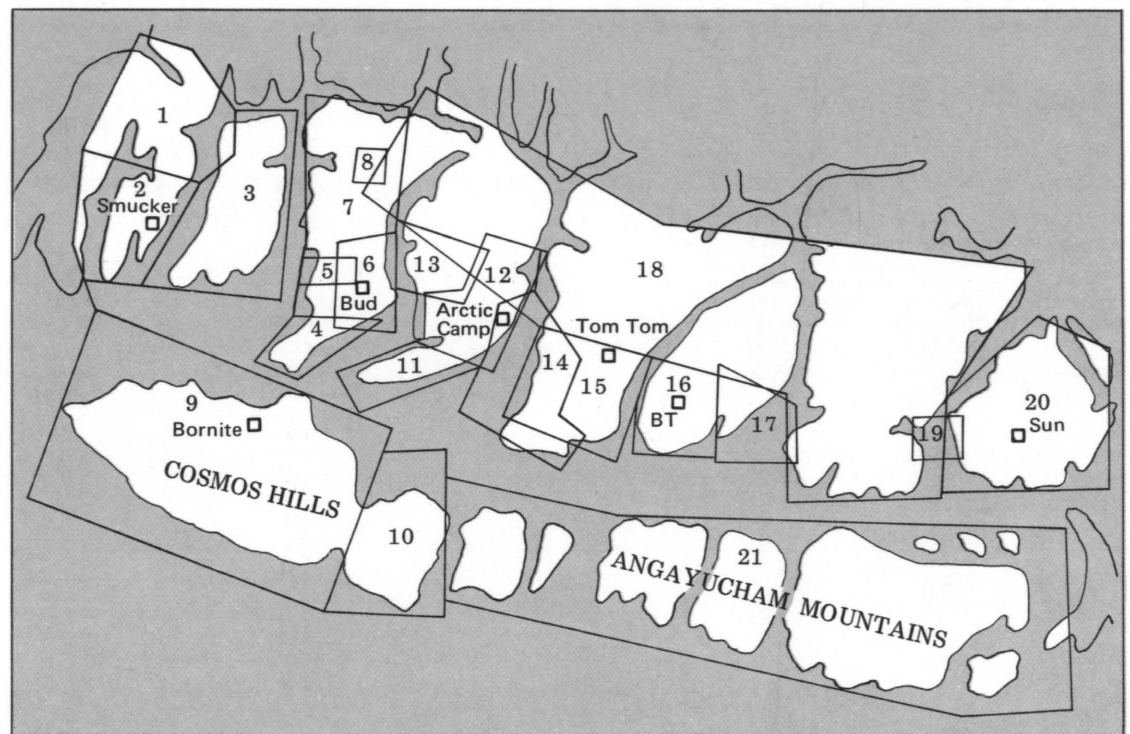 1
2
Smucker
3
8
7
5
6
Bud
4
13
12
Arctic
Camp
11
18
Tom Tom
14
15
16
BT
17
19
20
Sun
9
Bornite
COSMOS HILLS
10
21
ANGAYUCHAM MOUNTAINS